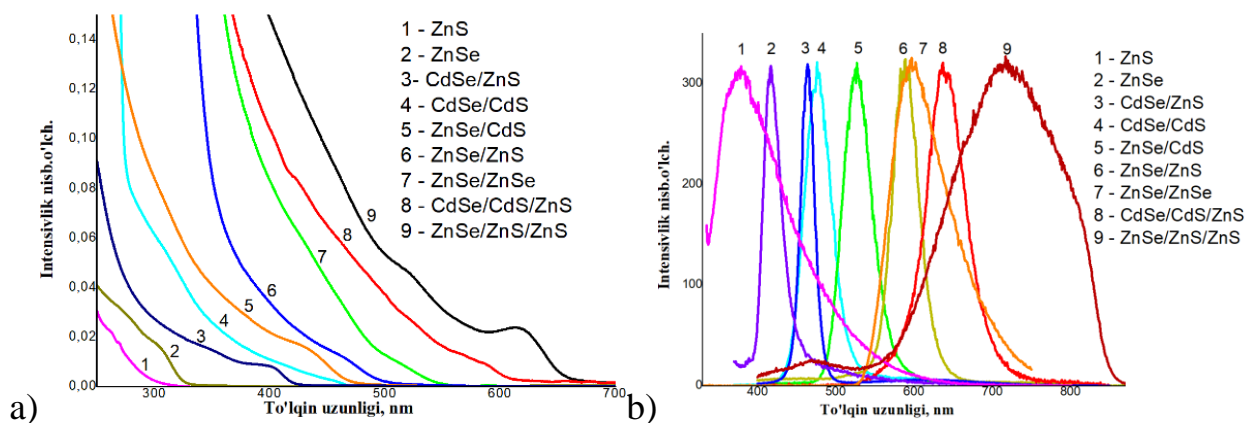 0,14
0,12
0,10
0,08
0,06
0,04
0,02
0,00
Intensivlik nisb.o'lch.
1 - ZnS
2 - ZnSe
3- CdSe/ZnS
4 - CdSe/CdS
5 - ZnSe/CdS
6 - ZnSe/ZnS
7 - ZnSe/ZnSe
8 - CdSe/CdS/ZnS
9 - ZnSe/ZnS/ZnS
1 2 3 4 5 6 7 8 9
300 400 500 600 700
To'lqin uzunligi, nm
a)
300
200
100
0
Intensivlik nisb.o'lch.
1 2 3 4 5 6 7 8 9
1 - ZnS
2 - ZnSe
3 - CdSe/ZnS
4 - CdSe/CdS
5 - ZnSe/CdS
6 - ZnSe/ZnS
7 - ZnSe/ZnSe
8 - CdSe/CdS/ZnS
9 - ZnSe/ZnS/ZnS
400 500 600 700 800
To'lqin uzunligi, nm
b)